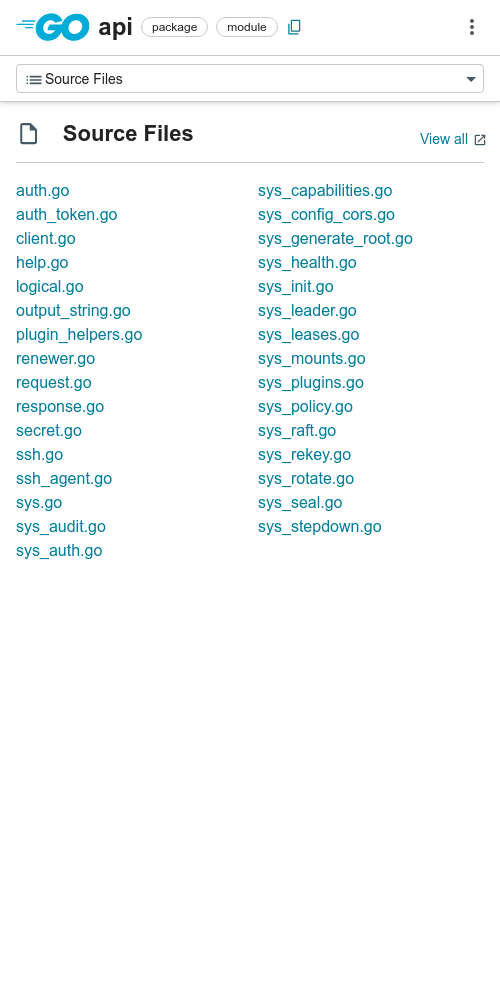 GO api package module
Source Files
Source Files
View all
auth.go
auth_token.go
client.go
help.go
logical.go
output_string.go
plugin_helpers.go
renewer.go
request.go
response.go
secret.go
ssh.go
ssh_agent.go
sys.go
sys_audit.go
sys_auth.go
sys_capabilities.go
sys_config_cors.go
sys_generate_root.go
sys_health.go
sys_init.go
sys_leader.go
sys_leases.go
sys_mounts.go
sys_plugins.go
sys_policy.go
sys_raft.go
sys_rekey.go
sys_rotate.go
sys_seal.go
sys_stepdown.go